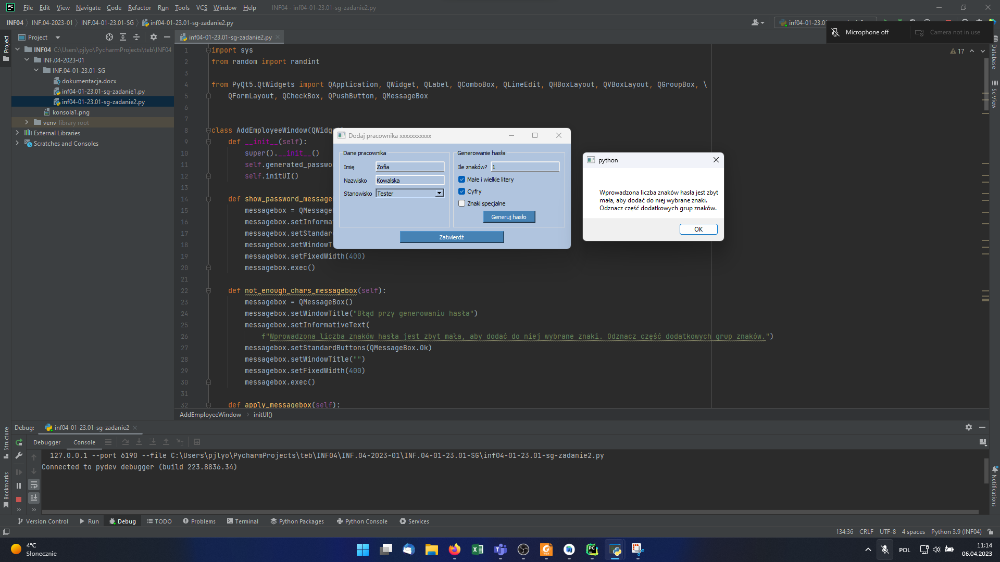 PC File Edit View Navigate Code Refactor Run Tools VCS Window Help INF04 - inf04-01-23.01-sg-zadanie2.py
INF04 INF.04-2023-01 INF.04-01-23.01-SG inf04-01-23.01-sg-zadanie2.py
inf04-01-23.01
Microphone off Camera not in use
Project
Project
inf04-01-23.01-sg-zadanie2.py
INF04 C:\Users\pjlyo\PycharmProjects\teb\INF04
INF.04-2023-01
INF.04-01-23.01-SG
dokumentacja.docx
inf04-01-23.01-sg-zadanie1.py
inf04-01-23.01-sg-zadanie2.py
konsola1.png
venv library root
External Libraries
Scratches and Consoles
17
Database
SciView
1 import sys
2 from random import randint
3
4 from PyQt5.QtWidgets import QApplication, QWidget, QLabel, QComboBox, QLineEdit, QHBoxLayout, QVBoxLayout, QGroupBox, \
5 QFormLayout, QCheckBox, QPushButton, QMessageBox
6
7
8 class AddEmployeeWindow(QWidg
9 def __init__(self):
10 super().__init__()
11 self.generated_passwor
12 self.initUI()
13
14 def show_password_message
15 messagebox = QMessage
16 messagebox.setInformat
17 messagebox.setStandar
18 messagebox.setWindowT
19 messagebox.setFixedWidth(400)
20 messagebox.exec()
21
22 def not_enough_chars_messagebox(self):
23 messagebox = QMessageBox()
24 messagebox.setWindowTitle("Błąd przy generowaniu hasła")
25 messagebox.setInformativeText(
26 f"Wprowadzona liczba znaków hasła jest zbyt mała, aby dodać do niej wybrane znaki. Odznacz część dodatkowych grup znaków.")
27 messagebox.setStandardButtons(QMessageBox.Ok)
28 messagebox.setWindowTitle("")
29 messagebox.setFixedWidth(400)
30 messagebox.exec()
31
32 def apply_messagebox(self):
AddEmployeeWindow initUI()
Dodaj pracownika xxxxxxxxxxx
Dane pracownika
Imię Zofia
Nazwisko Kowalska
Stanowisko Tester
Generowanie hasła
Ile znaków? 1
Małe i wielkie litery
Cyfry
Znaki specjalne
Generuj hasło
Zatwierdź
python
Wprowadzona liczba znaków hasła jest zbyt
mała, aby dodać do niej wybrane znaki.
Odznacz część dodatkowych grup znaków.
OK
Debug: inf04-01-23.01-sg-zadanie2
Debugger Console
127.0.0.1 --port 6190 --file C:\Users\pjlyo\PycharmProjects\teb\INF04\INF.04-2023-01\INF.04-01-23.01-SG\inf04-01-23.01-sg-zadanie2.py
Connected to pydev debugger (build 223.8836.34)
Structure
Bookmarks
Notifications
Version Control Run Debug TODO Problems Terminal Python Packages Python Console Services
134:36 CRLF UTF-8 4 spaces Python 3.9 (INF04)
4°C
Słonecznie
POL
11:14
06.04.2023